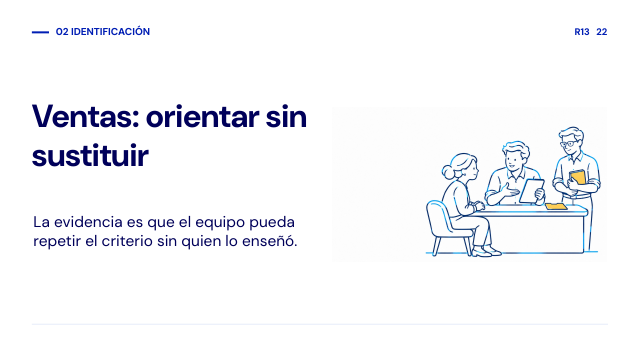 02 IDENTIFICACIÓN
R13 22
Ventas: orientar sin
sustituir
La evidencia es que el equipo pueda
repetir el criterio sin quien lo enseñó.